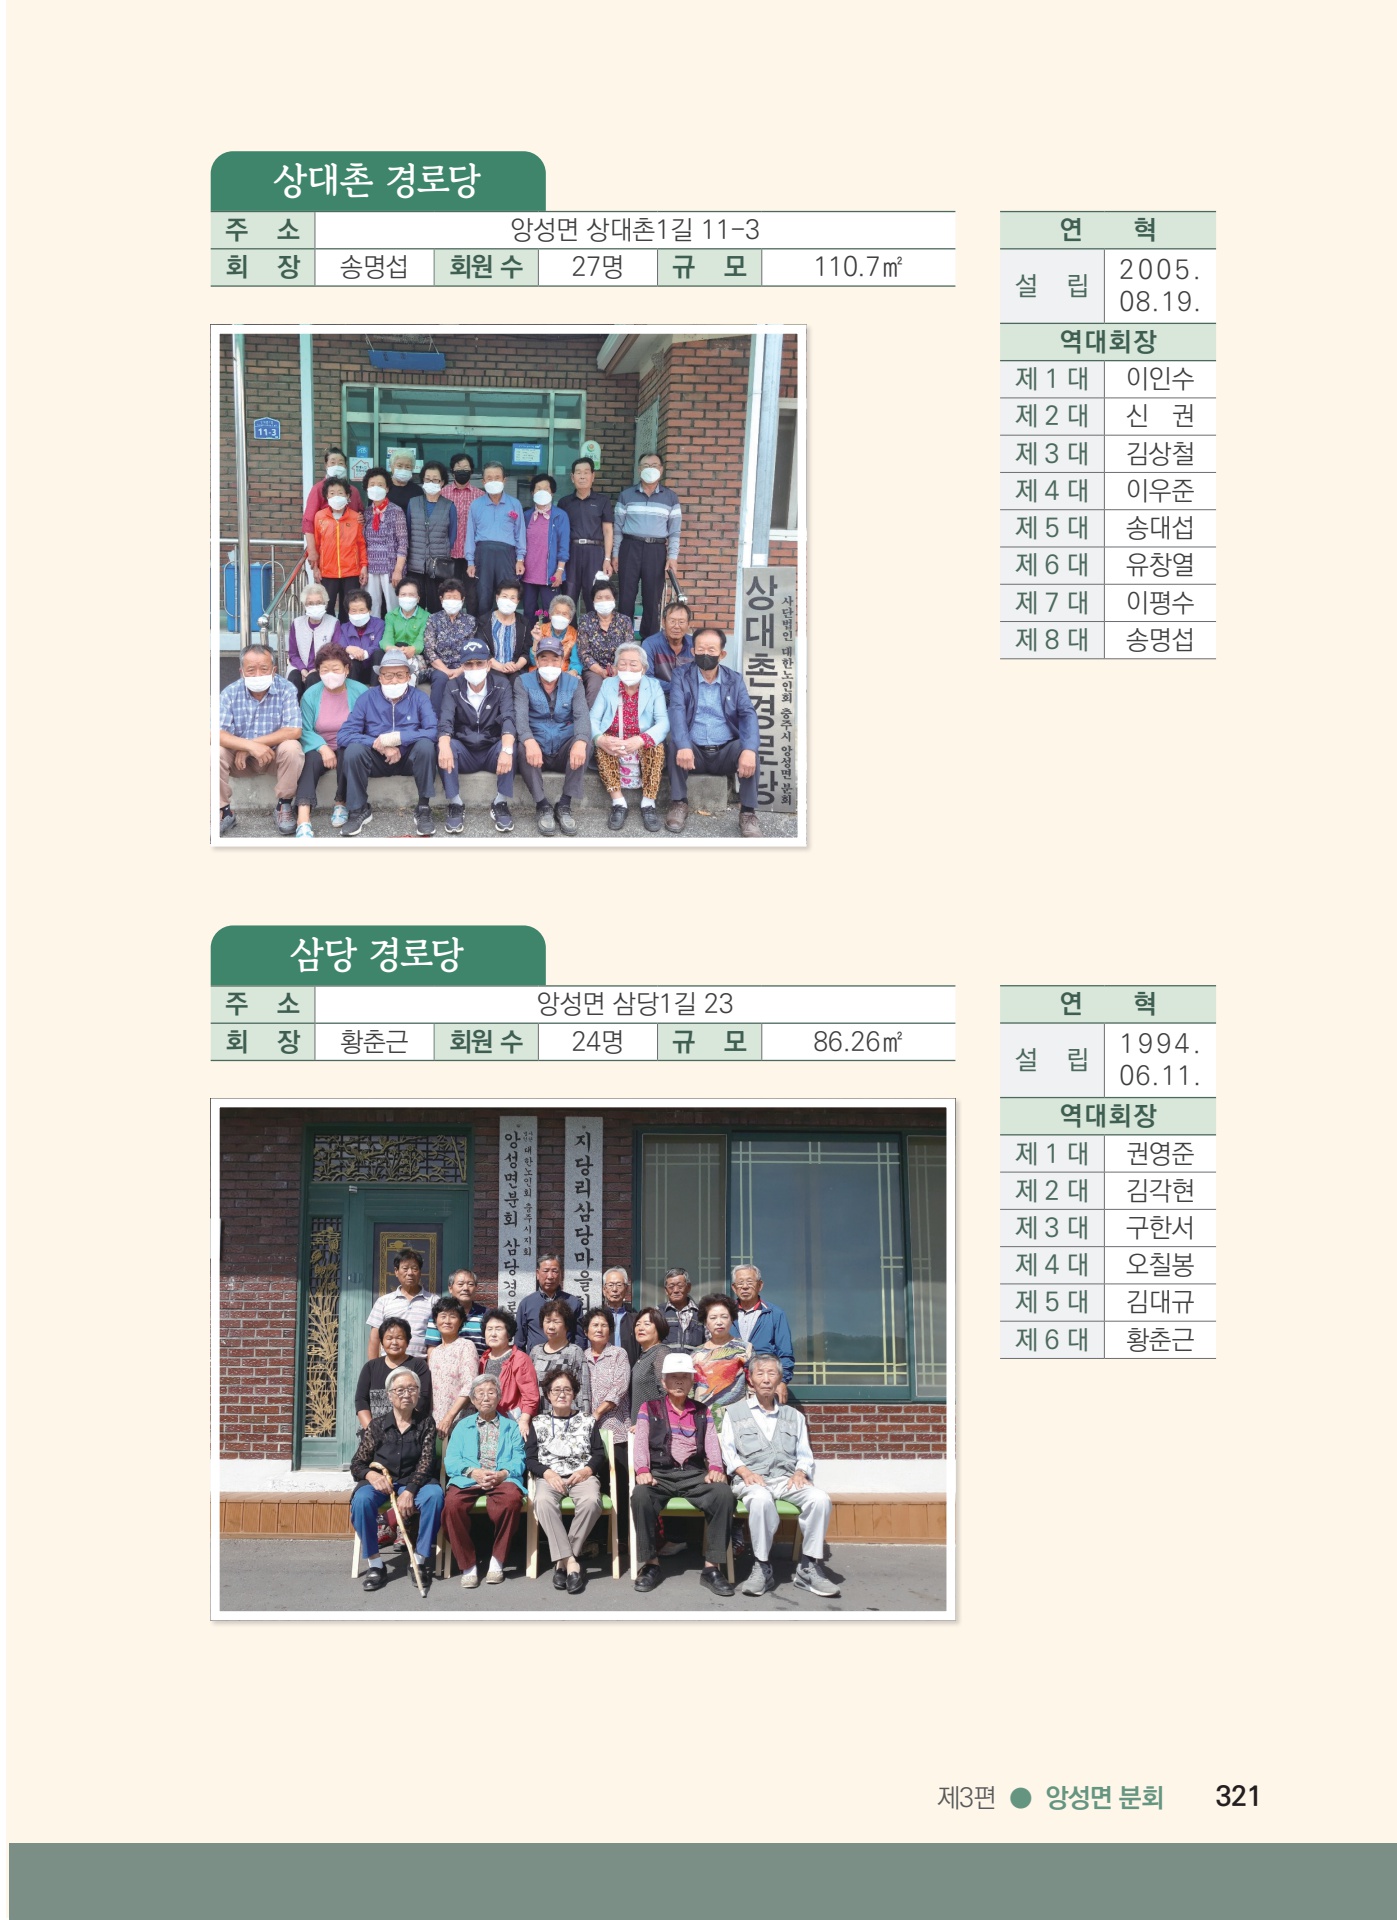 상대촌 경로당
주 소 앙성면 상대촌1길 11-3
회 장 송명섭 회원 수 27명 규 모 110.7㎡
연 혁
설 립 2005.
08.19.
역대회장
제 1 대 이인수
제 2 대 신 권
제 3 대 김상철
제 4 대 이우준
제 5 대 송대섭
제 6 대 유창열
제 7 대 이평수
제 8 대 송명섭
11-3
상대촌경로당
사단법인 대한노인회 충주시 앙성면 분회
삼당 경로당
주 소 앙성면 삼당1길 23
회 장 황춘근 회원 수 24명 규 모 86.26㎡
연 혁
설 립 1994.
06.11.
역대회장
제 1 대 권영준
제 2 대 김각현
제 3 대 구한서
제 4 대 오칠봉
제 5 대 김대규
제 6 대 황춘근
대한노인회 충주시지회
앙성면분회 삼당경로
지당리삼당마을
제3편 ● 앙성면 분회 321